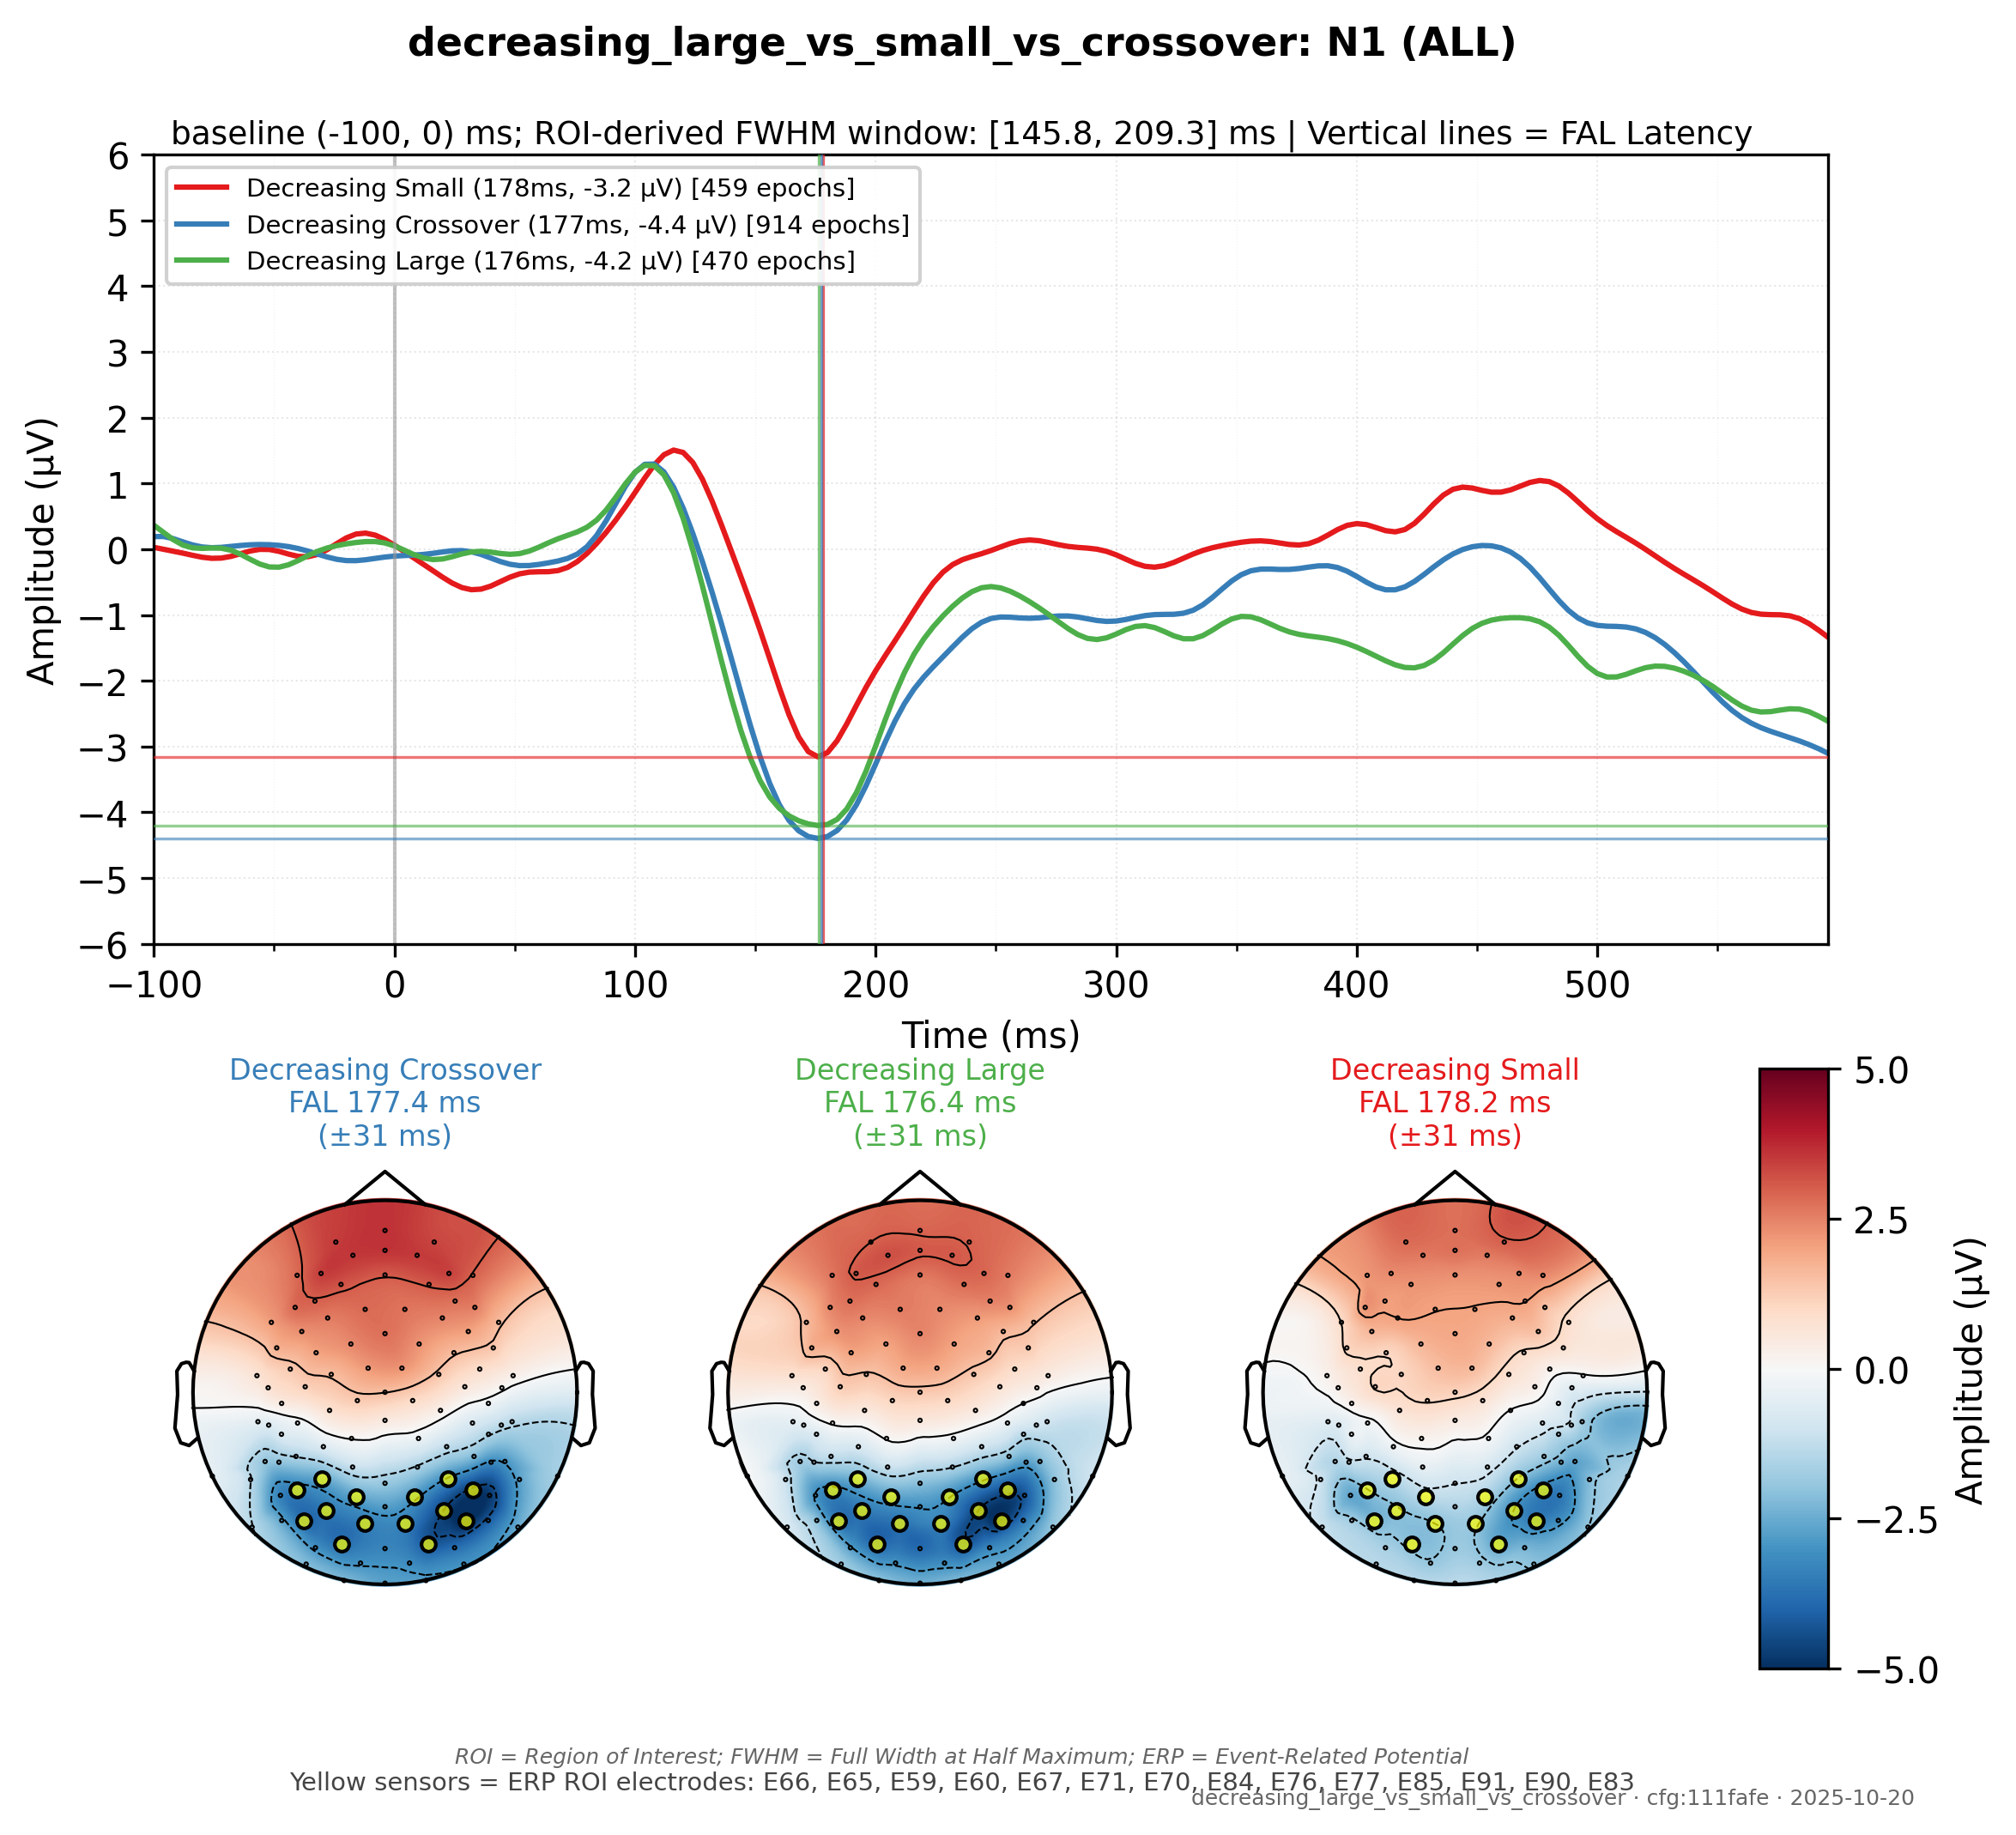 decreasing_large_vs_small_vs_crossover: N1 (ALL)
baseline (-100, 0) ms; ROI-derived FWHM window: [145.8, 209.3] ms | Vertical lines = FAL Latency
Decreasing Small (178ms, -3.2 µV) [459 epochs]
Decreasing Crossover (177ms, -4.4 µV) [914 epochs]
Decreasing Large (176ms, -4.2 µV) [470 epochs]
Amplitude (µV)
6
5
4
3
2
1
0
−1
−2
−3
−4
−5
−6
−100
0
100
200
300
400
500
Time (ms)
Decreasing Crossover
FAL 177.4 ms
(±31 ms)
Decreasing Large
FAL 176.4 ms
(±31 ms)
Decreasing Small
FAL 178.2 ms
(±31 ms)
5.0
2.5
0.0
−2.5
−5.0
Amplitude (µV)
ROI = Region of Interest; FWHM = Full Width at Half Maximum; ERP = Event-Related Potential
Yellow sensors = ERP ROI electrodes: E66, E65, E59, E60, E67, E71, E70, E84, E76, E77, E85, E91, E90, E83
decreasing_large_vs_small_vs_crossover · cfg:111fafe · 2025-10-20